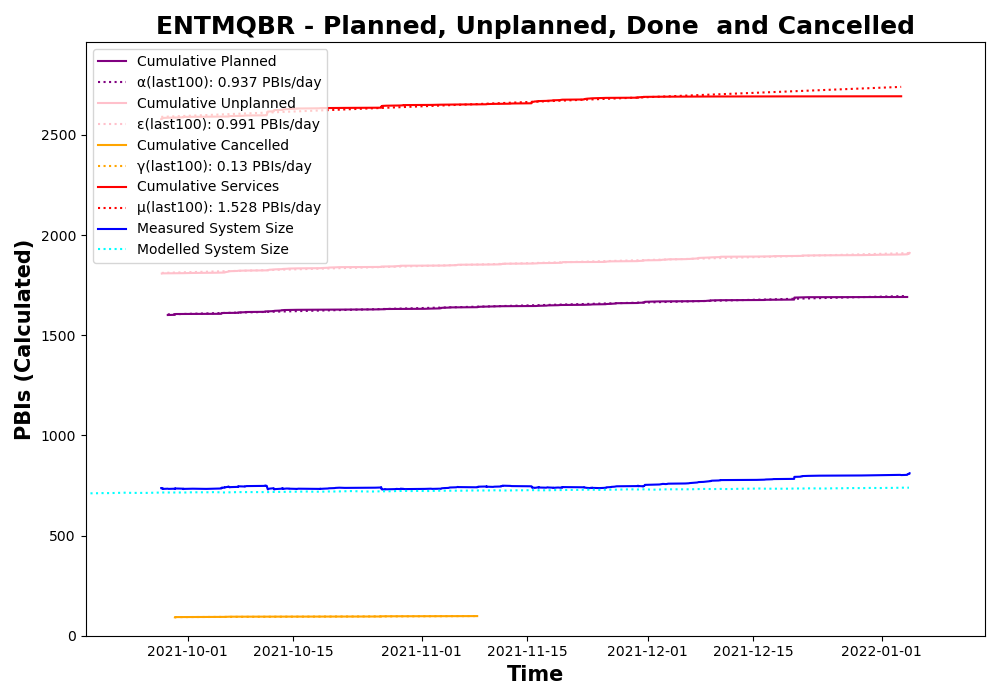 ENTMQBR - Planned, Unplanned, Done  and Cancelled
Cumulative Planned
α(last100): 0.937 PBIs/day
Cumulative Unplanned
ε(last100): 0.991 PBIs/day
Cumulative Cancelled
γ(last100): 0.13 PBIs/day
Cumulative Services
μ(last100): 1.528 PBIs/day
Measured System Size
Modelled System Size
PBIs (Calculated)
2500
2000
1500
1000
500
0
2021-10-01
2021-10-15
2021-11-01
2021-11-15
2021-12-01
2021-12-15
2022-01-01
Time